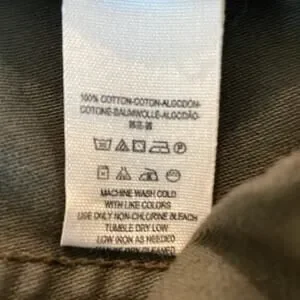 100% COTTON-COTON-ALGODÓN-
COTONE-BAUMWOLLE-ALGODÃO-
MACHINE WASH COLD
WITH LIKE COLORS
USE ONLY NON-CHLORINE BLEACH
TUMBLE DRY LOW
LOW IRON AS NEEDED